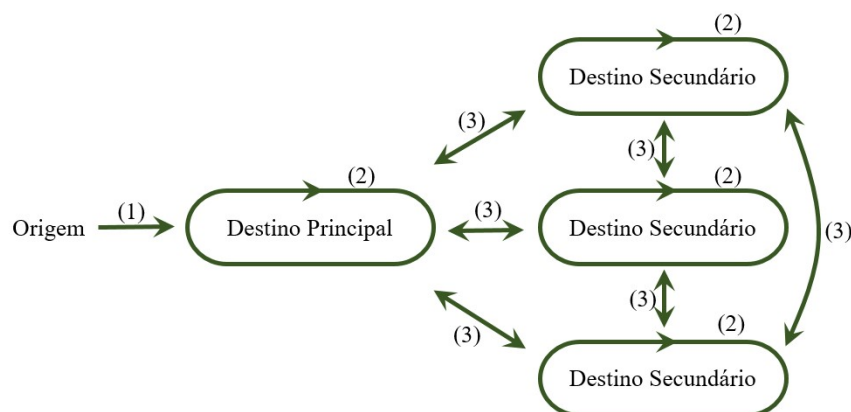 (2)
Destino Secundário
(3)
(3)
(2)
(2)
Origem
(1)
Destino Principal
(3)
Destino Secundário
(3)
(3)
(3)
(2)
Destino Secundário